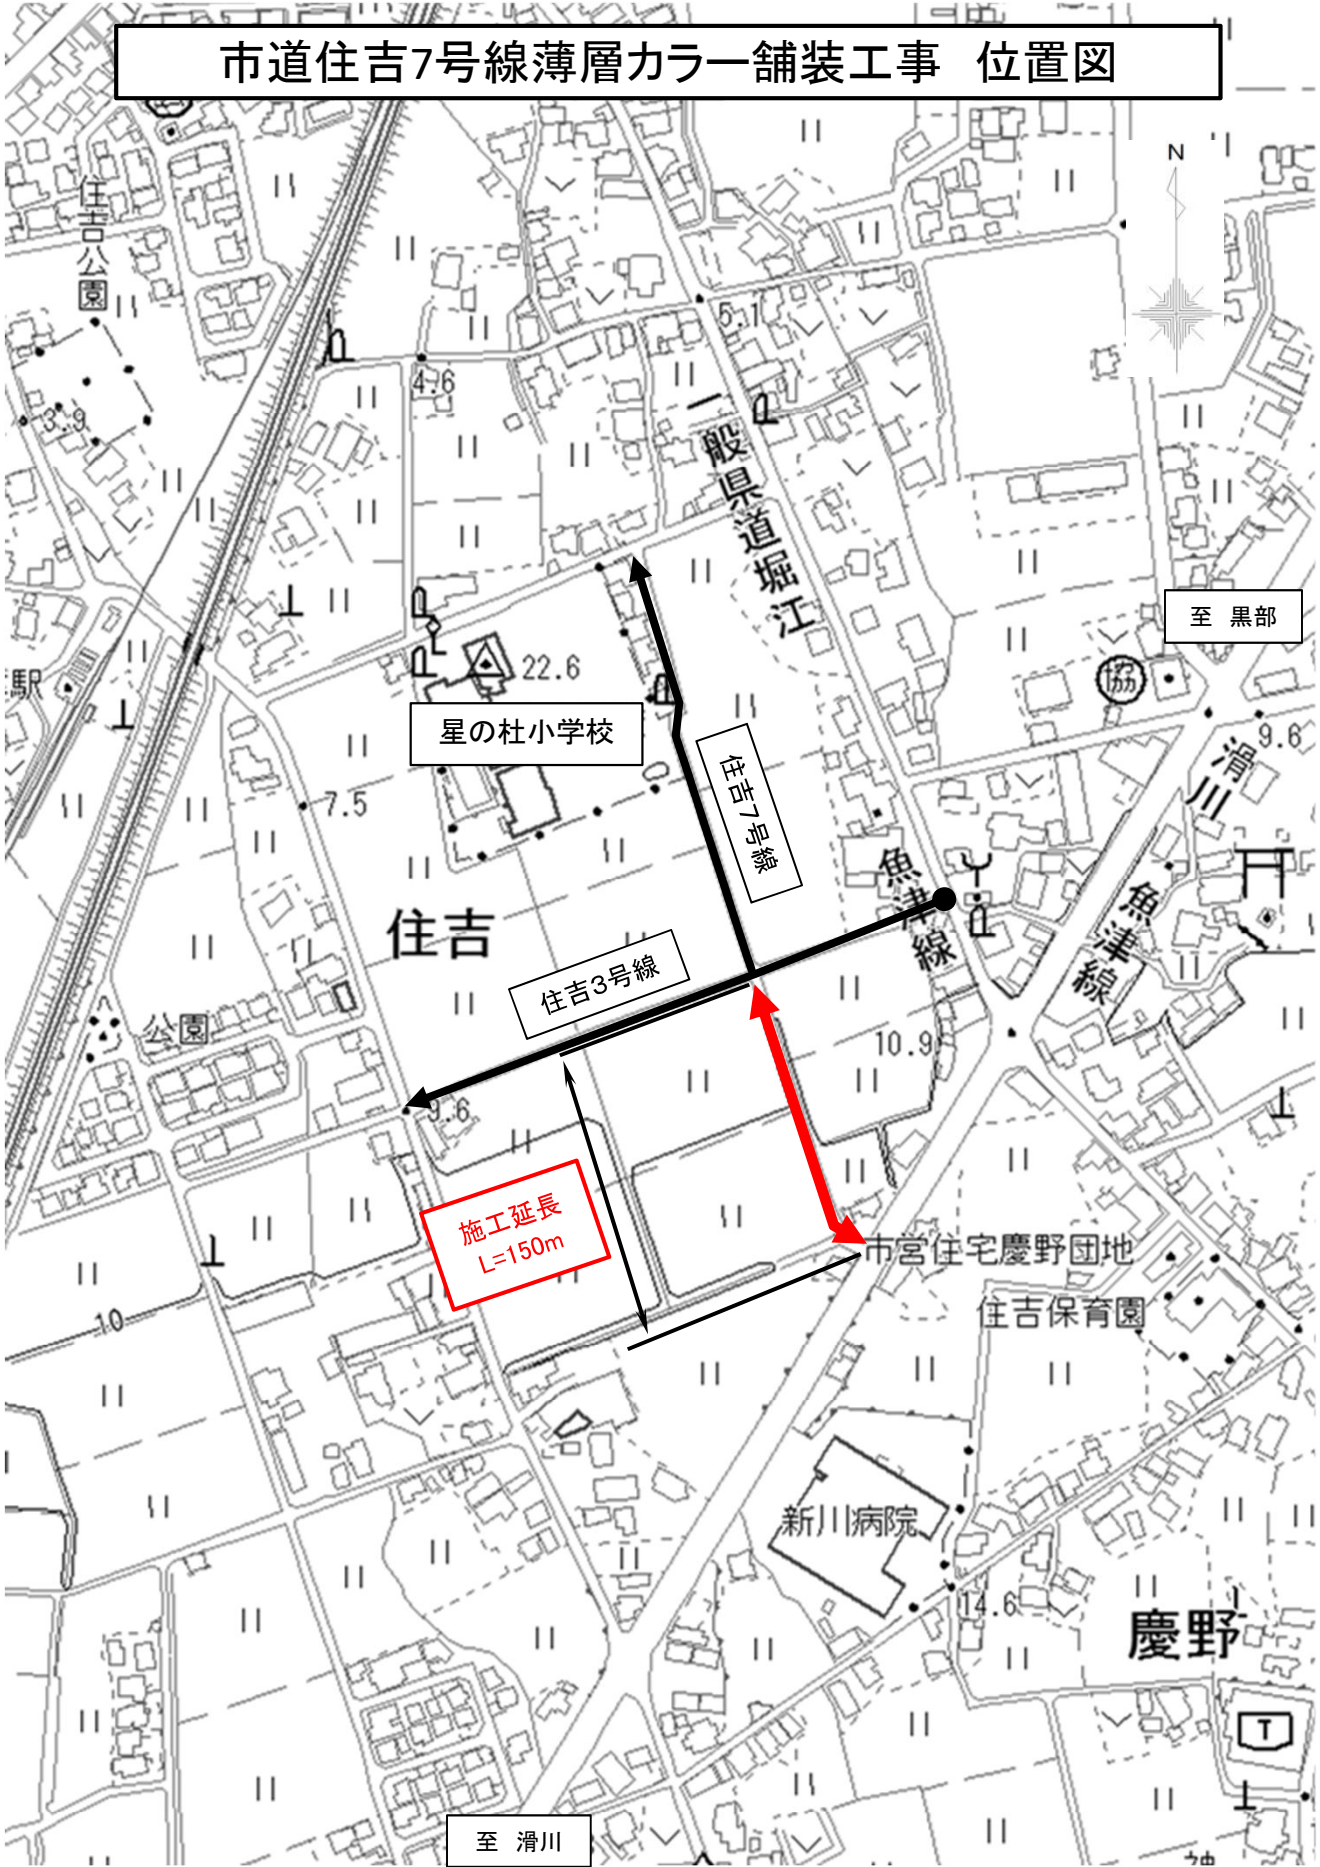 市道住吉7号線薄層カラー舗装工事　位置図
N
住吉公園
5.1
4.6
3.9
一般県道堀江
魚津線
至　黒部
駅
22.6
星の杜小学校
住吉7号線
7.5
9.6
滑川
魚津線
住吉
住吉3号線
公園
10.9
9.6
施工延長
L=150m
市営住宅慶野団地
住吉保育園
10
新川病院
14.6
慶野
T
至　滑川